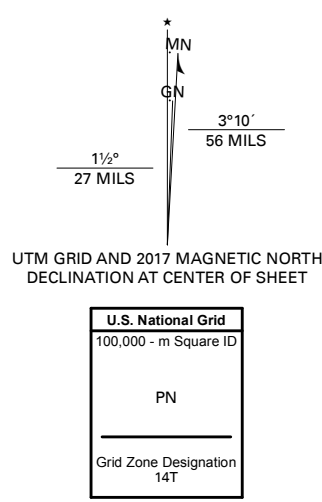 MN
GN
3°10´
56 MILS
1½°
27 MILS
UTM GRID AND 2017 MAGNETIC NORTH
DECLINATION AT CENTER OF SHEET
U.S. National Grid
100,000 - m Square ID
PN
Grid Zone Designation
14T